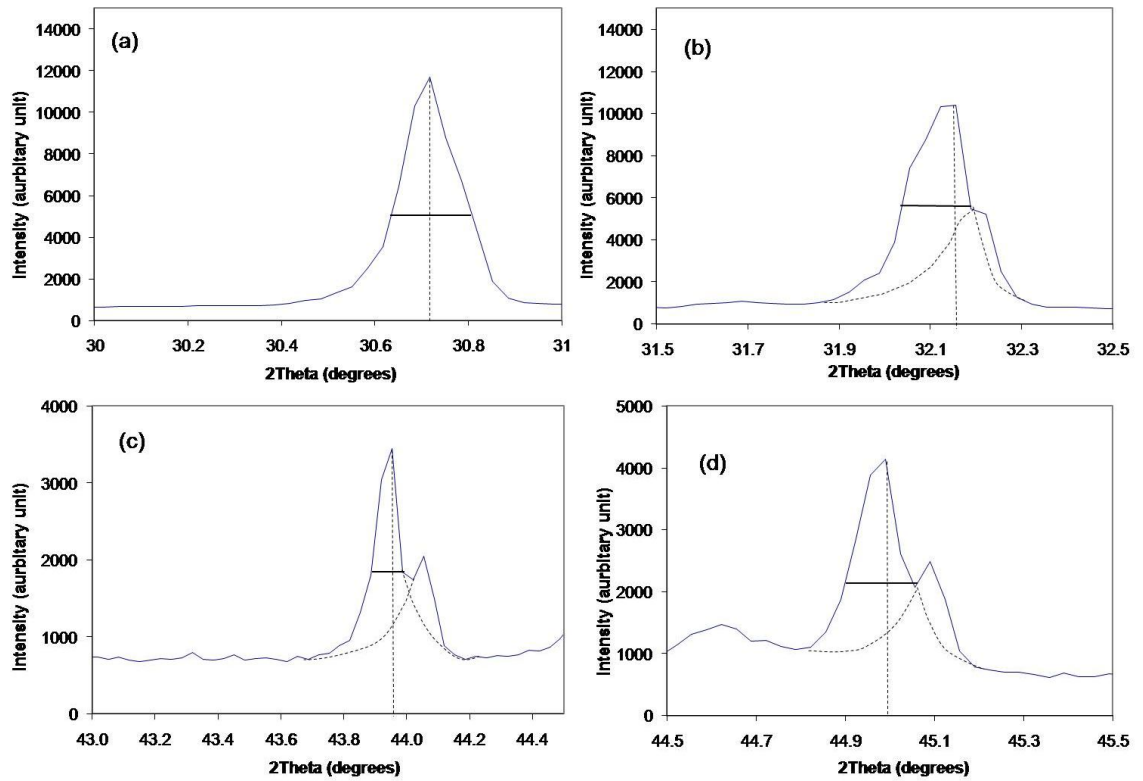 (a)
Intensity (aurbitary unit)
14000
12000
10000
8000
6000
4000
2000
0
30 30.2 30.4 30.6 30.8 31
2Theta (degrees)
(b)
Intensity (aurbitary unit)
14000
12000
10000
8000
6000
4000
2000
0
31.5 31.7 31.9 32.1 32.3 32.5
2Theta (degrees)
(c)
Intensity (aurbitary unit)
4000
3000
2000
1000
0
43.0 43.2 43.4 43.6 43.8 44.0 44.2 44.4
2Theta (degrees)
(d)
Intensity (aurbitary unit)
5000
4000
3000
2000
1000
0
44.5 44.7 44.9 45.1 45.3 45.5
2Theta (degrees)